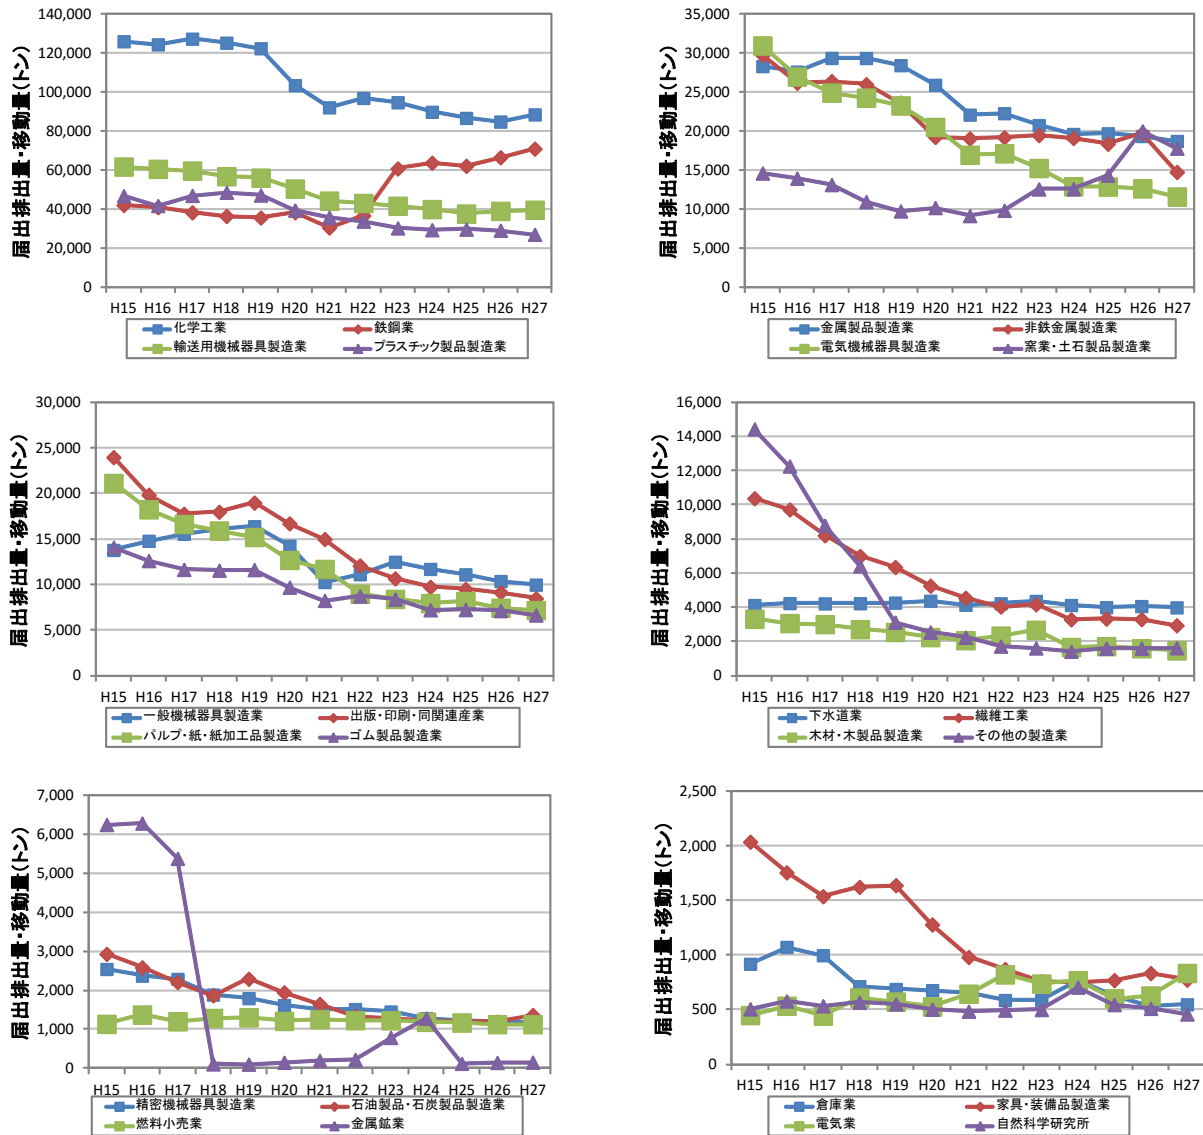 届出排出量・移動量(トン)
140,000
120,000
100,000
80,000
60,000
40,000
20,000
0
H15 H16 H17 H18 H19 H20 H21 H22 H23 H24 H25 H26 H27
化学工業 鉄鋼業
輸送用機械器具製造業 プラスチック製品製造業
届出排出量・移動量(トン)
35,000
30,000
25,000
20,000
15,000
10,000
5,000
0
H15 H16 H17 H18 H19 H20 H21 H22 H23 H24 H25 H26 H27
金属製品製造業 非鉄金属製造業
電気機械器具製造業 窯業・土石製品製造業
届出排出量・移動量(トン)
30,000
25,000
20,000
15,000
10,000
5,000
0
H15 H16 H17 H18 H19 H20 H21 H22 H23 H24 H25 H26 H27
一般機械器具製造業 出版・印刷・同関連産業
パルプ・紙・紙加工品製造業 ゴム製品製造業
届出排出量・移動量(トン)
16,000
14,000
12,000
10,000
8,000
6,000
4,000
2,000
0
H15 H16 H17 H18 H19 H20 H21 H22 H23 H24 H25 H26 H27
下水道業 繊維工業
木材・木製品製造業 その他の製造業
届出排出量・移動量(トン)
7,000
6,000
5,000
4,000
3,000
2,000
1,000
0
H15 H16 H17 H18 H19 H20 H21 H22 H23 H24 H25 H26 H27
精密機械器具製造業 石油製品・石炭製品製造業
燃料小売業 金属鉱業
届出排出量・移動量(トン)
2,500
2,000
1,500
1,000
500
0
H15 H16 H17 H18 H19 H20 H21 H22 H23 H24 H25 H26 H27
倉庫業 家具・装備品製造業
電気業 自然科学研究所